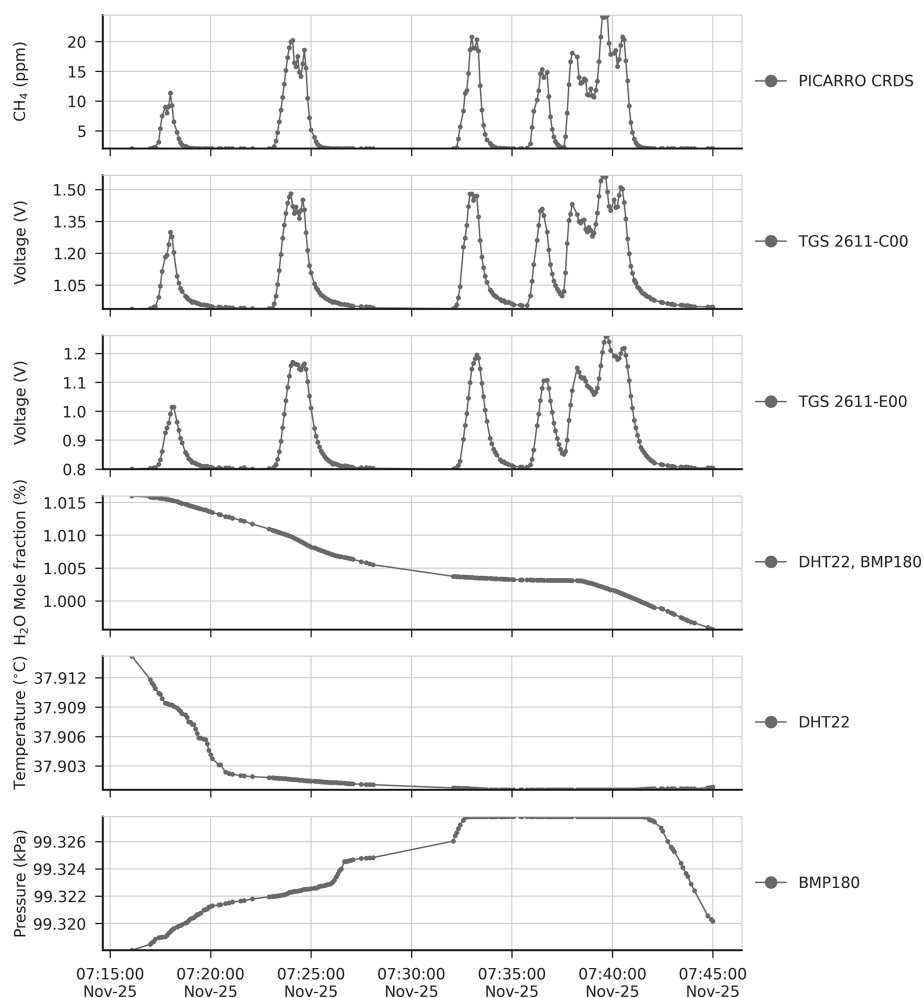 CH4 (ppm)
20
15
10
5
PICARRO CRDS
Voltage (V)
1.50
1.35
1.20
1.05
TGS 2611-C00
Voltage (V)
1.2
1.1
1.0
0.9
0.8
TGS 2611-E00
H2O Mole fraction (%)
1.015
1.010
1.005
1.000
DHT22, BMP180
Temperature (°C)
37.912
37.909
37.906
37.903
DHT22
Pressure (kPa)
99.326
99.324
99.322
99.320
BMP180
07:15:00 07:20:00 07:25:00 07:30:00 07:35:00 07:40:00 07:45:00
Nov-25 Nov-25 Nov-25 Nov-25 Nov-25 Nov-25 Nov-25